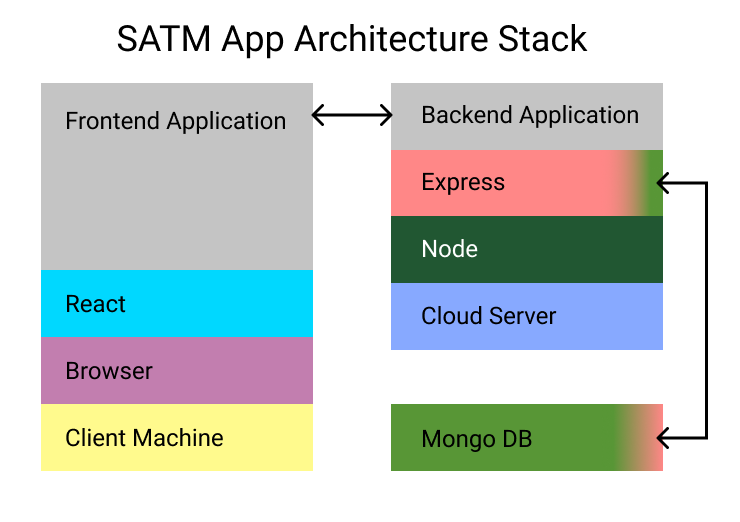 SATM App Architecture Stack
Frontend Application
React
Browser
Client Machine
Backend Application
Express
Node
Cloud Server
Mongo DB